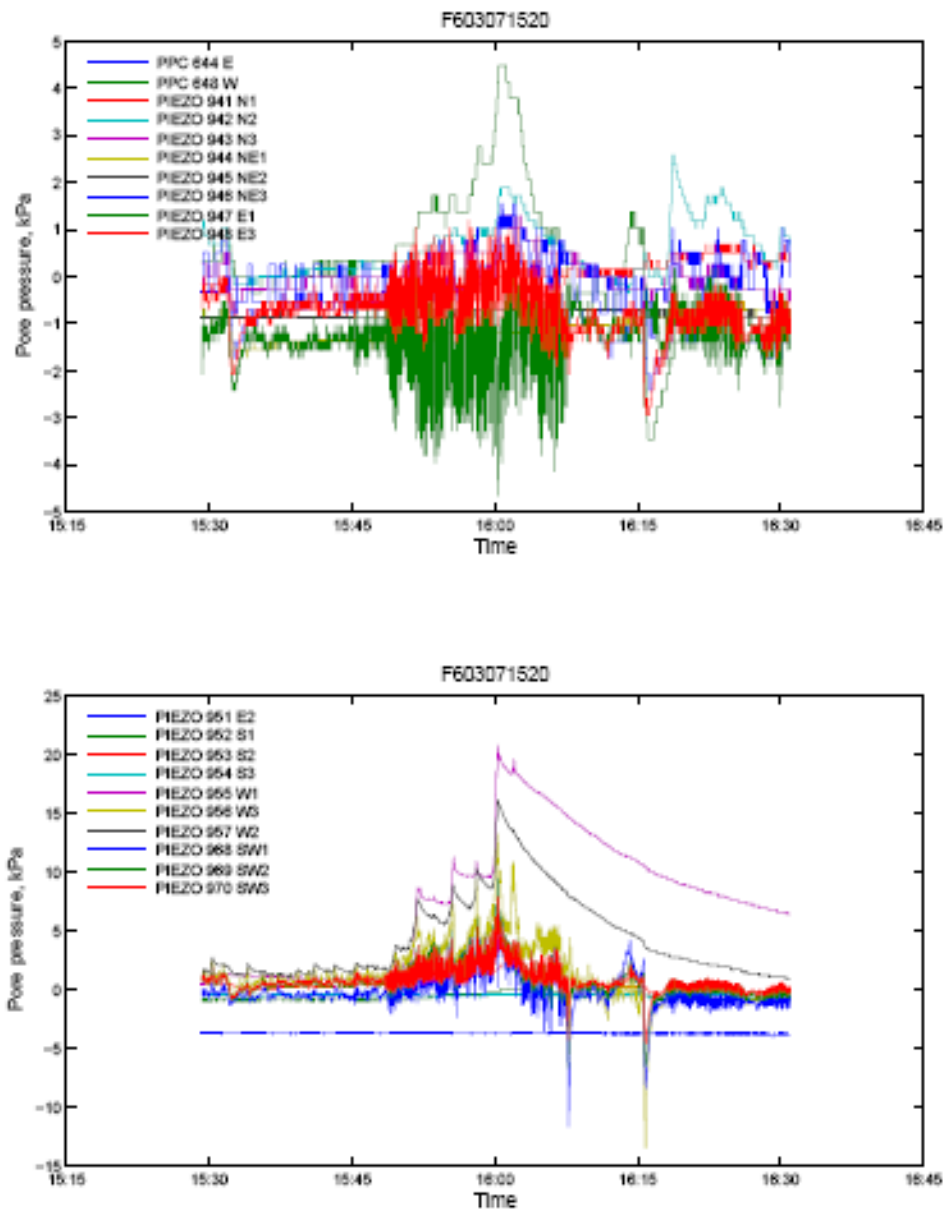 F603071520
5
4
3
2
1
0
−1
−2
−3
−4
−5
Pore pressure, kPa
PPC 644 E
PPC 648 W
PIEZO 941 N1
PIEZO 942 N2
PIEZO 943 N3
PIEZO 944 NE1
PIEZO 945 NE2
PIEZO 946 NE3
PIEZO 947 E1
PIEZO 948 E3
15:15 15:30 15:45 16:00 16:15 16:30 16:45
Time
F603071520
25
20
15
10
5
0
−5
−10
−15
Pore pressure, kPa
PIEZO 951 E2
PIEZO 952 S1
PIEZO 953 S2
PIEZO 954 S3
PIEZO 955 W1
PIEZO 956 W3
PIEZO 957 W2
PIEZO 968 SW1
PIEZO 969 SW2
PIEZO 970 SW3
15:15 15:30 15:45 16:00 16:15 16:30 16:45
Time